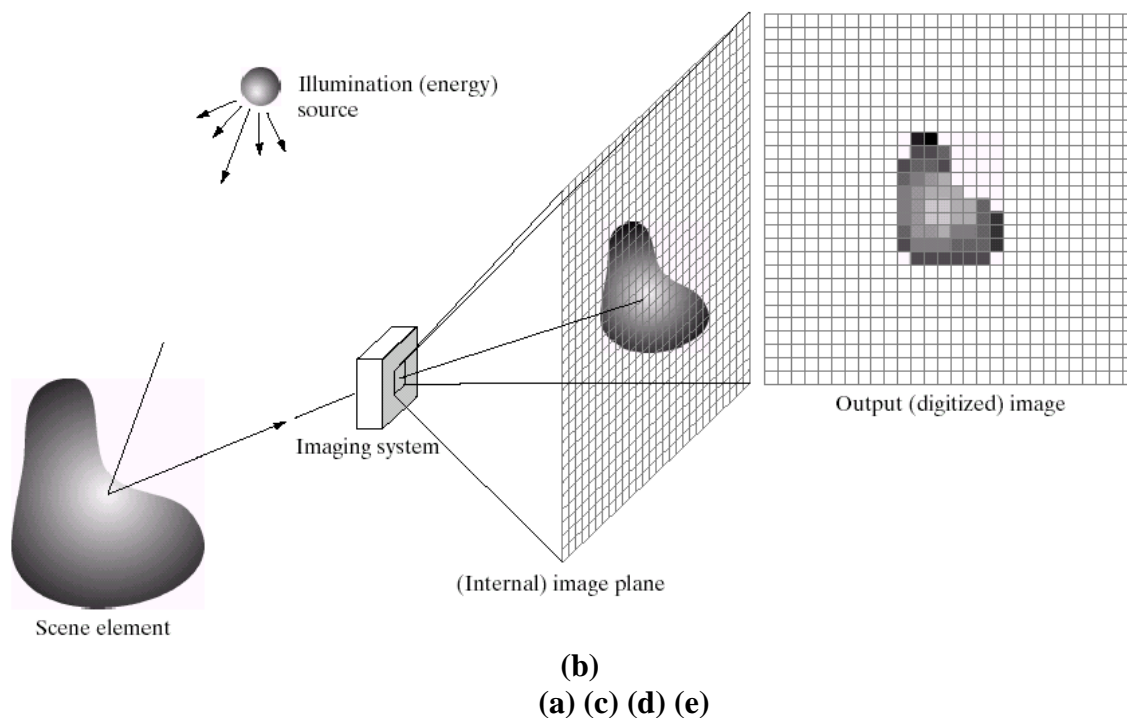 Illumination (energy)
source
Output (digitized) image
Imaging system
(Internal) image plane
Scene element
(b)
(a) (c) (d) (e)